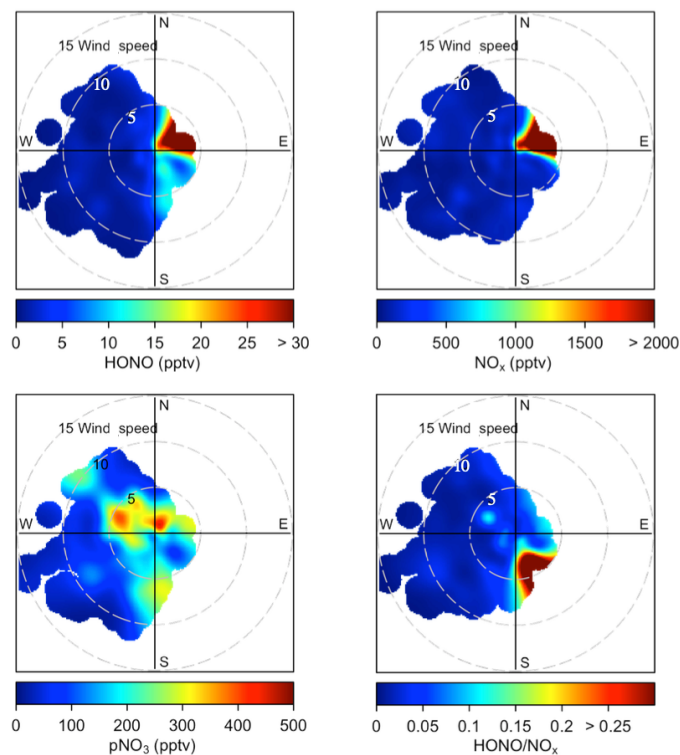 N
15 Wind speed
10
5
W E
S
0 5 10 15 20 25 > 30
HONO (pptv)
N
15 Wind speed
10
5
W E
S
0 500 1000 1500 > 2000
NOₓ (pptv)
N
15 Wind speed
10
5
W E
S
0 100 200 300 400 500
pNO₃ (pptv)
N
15 Wind speed
10
5
W E
S
0 0.05 0.1 0.15 0.2 > 0.25
HONO/NOₓ